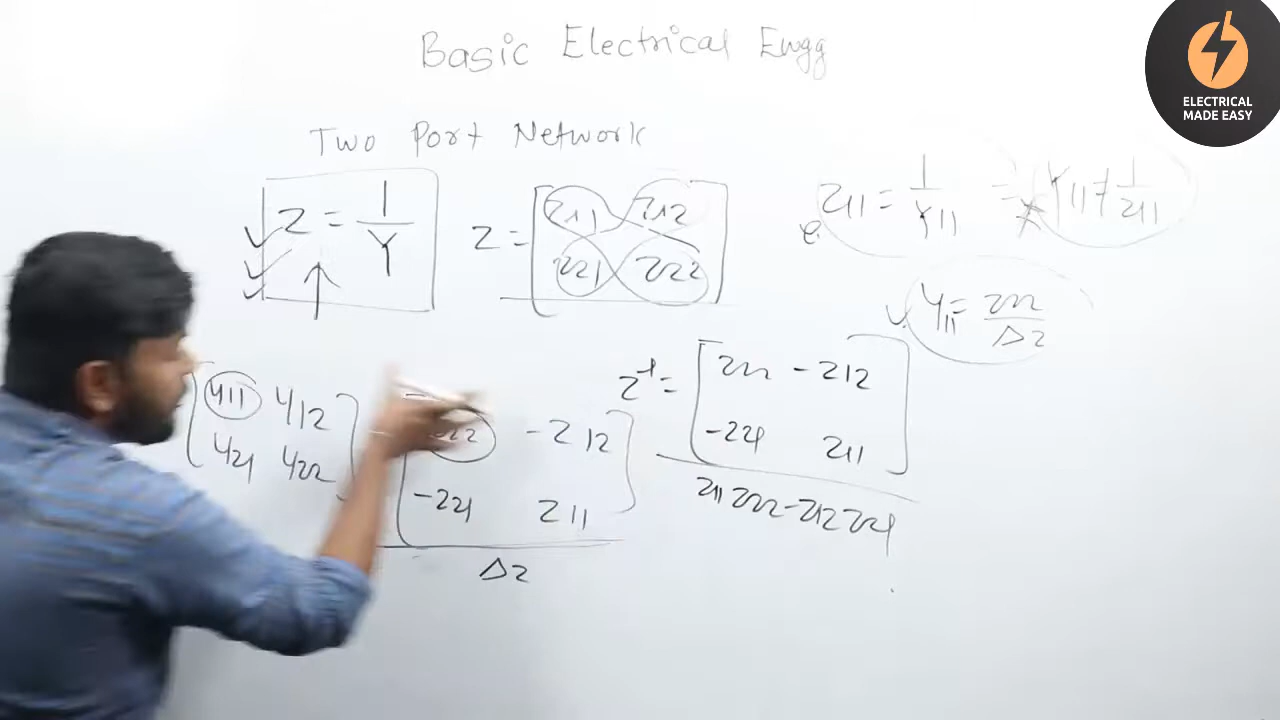 Basic Electrical Engg
ELECTRICAL
MADE EASY
Two Port Network
Z = 1/Y
Z = [Z11 Z12
Z21 Z22]
Z11 = 1/Y11 = Y11 ≠ 1/Z11
Y11 = Z22/ΔZ
[Y11 Y12
Y21 Y22]
[Z22 -Z12
-Z21 Z11]
ΔZ
Z⁻¹ = [Z22 -Z12
-Z21 Z11]
Z11 Z22 - Z12 Z21